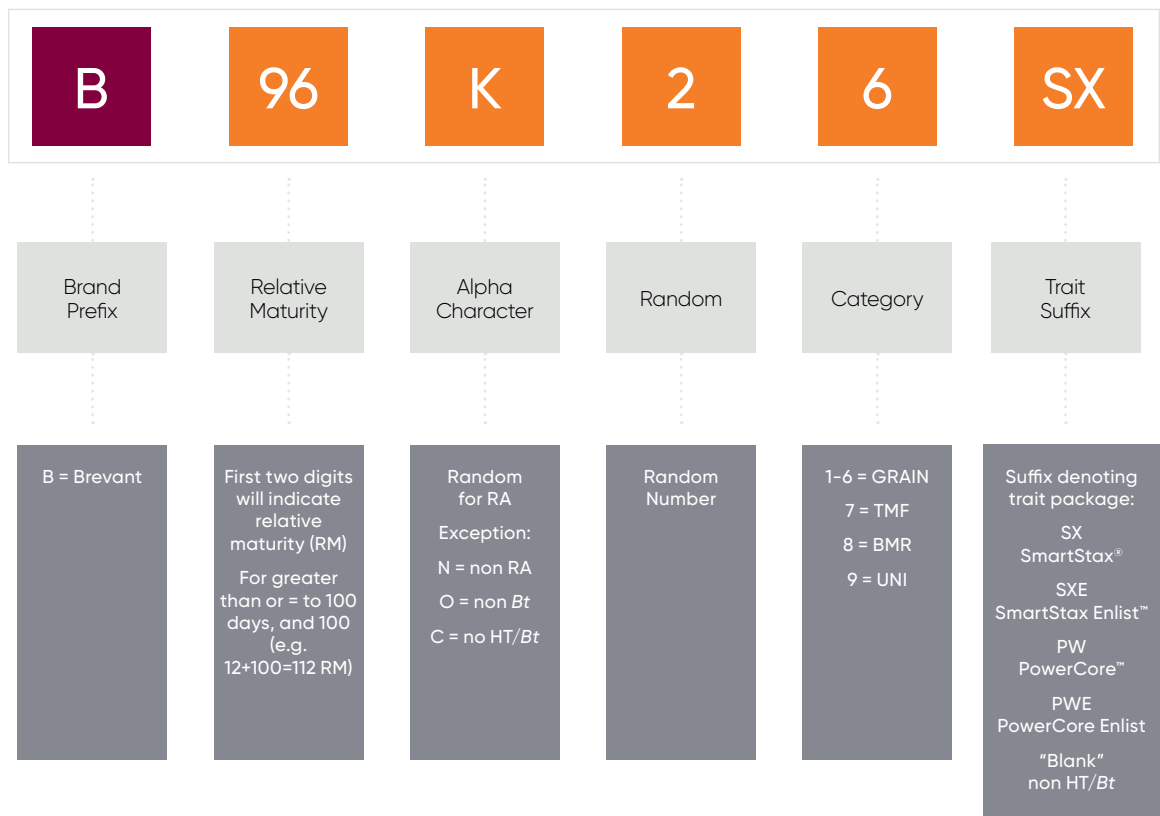 B
96
K
2
6
SX
Brand
Prefix
Relative
Maturity
Alpha
Character
Random
Category
Trait
Suffix
B = Brevant
First two digits
will indicate
relative
maturity (RM)
For greater
than or = to 100
days, and 100
(e.g.
12+100=112 RM)
Random
for RA
Exception:
N = non RA
O = non Bt
C = no HT/Bt
Random
Number
1-6 = GRAIN
7 = TMF
8 = BMR
9 = UNI
Suffix denoting
trait package:
SX
SmartStax®
SXE
SmartStax Enlist™
PW
PowerCore™
PWE
PowerCore Enlist
“Blank”
non HT/Bt